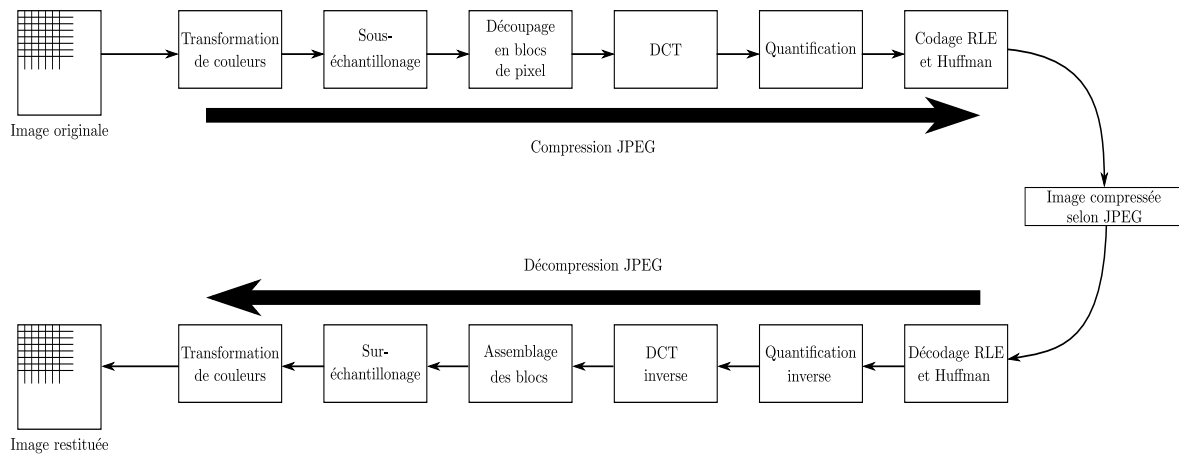 Transformation
de couleurs
Sous-
échantillonage
Découpage
en blocs
de pixel
DCT
Quantification
Codage RLE
et Huffman
Image originale
Compression JPEG
Image compressée
selon JPEG
Décompression JPEG
Transformation
de couleurs
Sur-
échantillonage
Assemblage
des blocs
DCT
inverse
Quantification
inverse
Décodage RLE
et Huffman
Image restituée